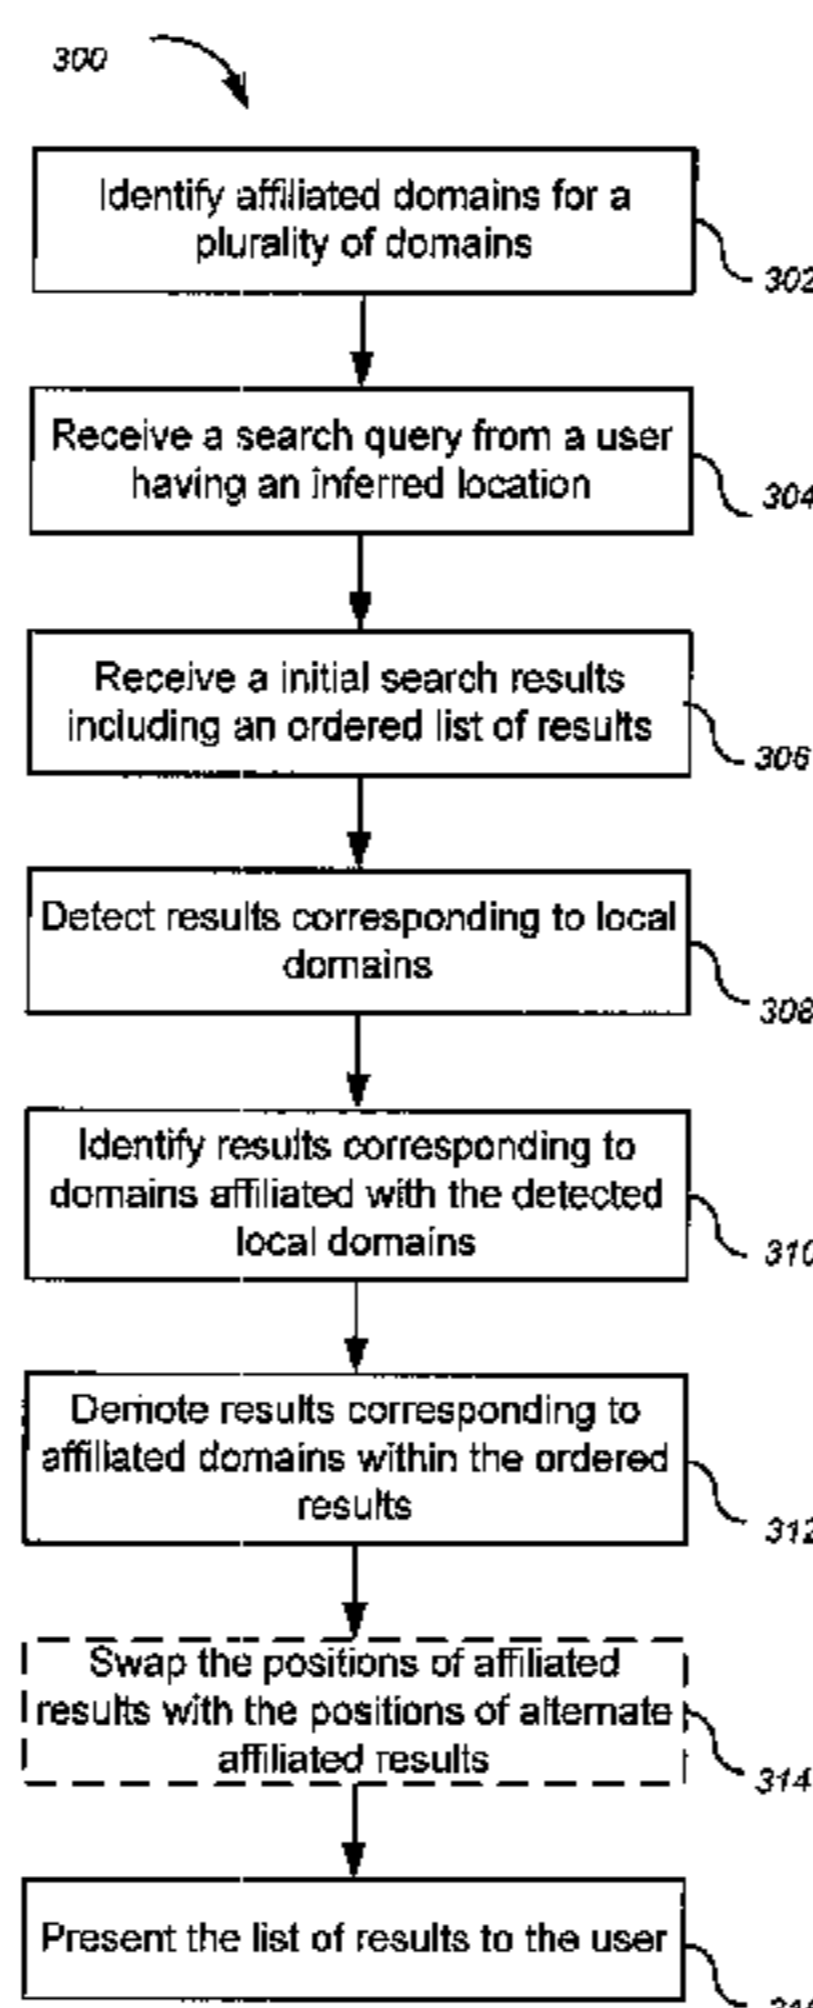 300
Identify affiliated domains for a
plurality of domains
302
Receive a search query from a user
having an inferred location
304
Receive a initial search results
including an ordered list of results
306
Detect results corresponding to local
domains
308
Identify results corresponding to
domains affiliated with the detected
local domains
310
Demote results corresponding to
affiliated domains within the ordered
results
312
Swap the positions of affiliated
results with the positions of alternate
affiliated results
314
Present the list of results to the user